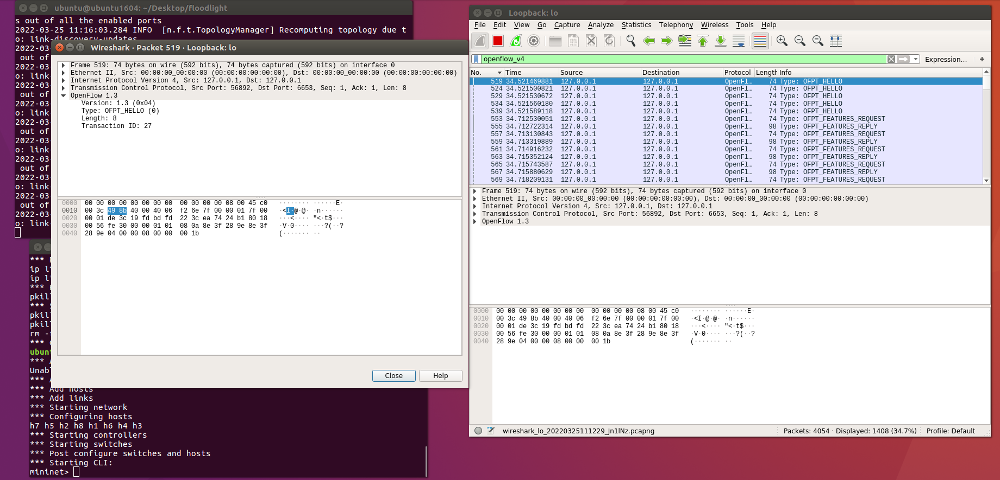 ubuntu@ubuntu1604: ~/Desktop/floodlight
s out of all the enabled ports
2022-03-25 11:16:03.284 INFO  [n.f.t.TopologyManager] Recomputing topology due t
o: link-discovery-updates
2022-03
out of
2022-03
o: link
2022-03
out of
2022-03
o: link
2022-03
out of
2022-03
o: link
2022-03
out of
2022-03
o: link
2022-03
out of
2022-03
o: link
Wireshark · Packet 519 · Loopback: lo
Frame 519: 74 bytes on wire (592 bits), 74 bytes captured (592 bits) on interface 0
Ethernet II, Src: 00:00:00_00:00:00 (00:00:00:00:00:00), Dst: 00:00:00_00:00:00 (00:00:00:00:00:00)
Internet Protocol Version 4, Src: 127.0.0.1, Dst: 127.0.0.1
Transmission Control Protocol, Src Port: 56892, Dst Port: 6653, Seq: 1, Ack: 1, Len: 8
OpenFlow 1.3
Version: 1.3 (0x04)
Type: OFPT_HELLO (0)
Length: 8
Transaction ID: 27
0000 00 00 00 00 00 00 00 00 00 00 00 00 08 00 45 c0 ········ ······E·
0010 00 3c 49 8b 40 00 40 06 f2 6e 7f 00 00 01 7f 00 ·<I·@·@· ·n······
0020 00 01 de 3c 19 fd bd fd 22 3c ea 74 24 b1 80 18 ···<···· "<·t$···
0030 00 56 fe 30 00 00 01 01 08 0a 8e 3f 28 9e 8e 3f ·V·0···· ···?(··?
0040 28 9e 04 00 00 08 00 00 00 1b (······· ··
Close Help
ip l
ip l
***
pkill
***
pkill
pkill
rm -
***
ubunt
***
Unabl
***
*** Add hosts
*** Add links
*** Starting network
*** Configuring hosts
h7 h5 h2 h8 h1 h6 h4 h3
*** Starting controllers
*** Starting switches
*** Post configure switches and hosts
*** Starting CLI:
mininet>
Loopback: lo
File Edit View Go Capture Analyze Statistics Telephony Wireless Tools Help
openflow_v4 Expression… +
No. Time Source Destination Protocol Length Info
519 34.521469881 127.0.0.1 127.0.0.1 OpenFl… 74 Type: OFPT_HELLO
524 34.521500821 127.0.0.1 127.0.0.1 OpenFl… 74 Type: OFPT_HELLO
529 34.521530672 127.0.0.1 127.0.0.1 OpenFl… 74 Type: OFPT_HELLO
534 34.521560180 127.0.0.1 127.0.0.1 OpenFl… 74 Type: OFPT_HELLO
539 34.521589118 127.0.0.1 127.0.0.1 OpenFl… 74 Type: OFPT_HELLO
553 34.712530051 127.0.0.1 127.0.0.1 OpenFl… 74 Type: OFPT_FEATURES_REQUEST
555 34.712722314 127.0.0.1 127.0.0.1 OpenFl… 98 Type: OFPT_FEATURES_REPLY
557 34.713130843 127.0.0.1 127.0.0.1 OpenFl… 74 Type: OFPT_FEATURES_REQUEST
559 34.713319889 127.0.0.1 127.0.0.1 OpenFl… 98 Type: OFPT_FEATURES_REPLY
561 34.714916232 127.0.0.1 127.0.0.1 OpenFl… 74 Type: OFPT_FEATURES_REQUEST
563 34.715352124 127.0.0.1 127.0.0.1 OpenFl… 98 Type: OFPT_FEATURES_REPLY
565 34.715743587 127.0.0.1 127.0.0.1 OpenFl… 74 Type: OFPT_FEATURES_REQUEST
567 34.715880629 127.0.0.1 127.0.0.1 OpenFl… 98 Type: OFPT_FEATURES_REPLY
569 34.718209131 127.0.0.1 127.0.0.1 OpenFl… 74 Type: OFPT_FEATURES_REQUEST
Frame 519: 74 bytes on wire (592 bits), 74 bytes captured (592 bits) on interface 0
Ethernet II, Src: 00:00:00_00:00:00 (00:00:00:00:00:00), Dst: 00:00:00_00:00:00 (00:00:00:00:00:00)
Internet Protocol Version 4, Src: 127.0.0.1, Dst: 127.0.0.1
Transmission Control Protocol, Src Port: 56892, Dst Port: 6653, Seq: 1, Ack: 1, Len: 8
OpenFlow 1.3
0000 00 00 00 00 00 00 00 00 00 00 00 00 08 00 45 c0 ········ ······E·
0010 00 3c 49 8b 40 00 40 06 f2 6e 7f 00 00 01 7f 00 ·<I·@·@· ·n······
0020 00 01 de 3c 19 fd bd fd 22 3c ea 74 24 b1 80 18 ···<···· "<·t$···
0030 00 56 fe 30 00 00 01 01 08 0a 8e 3f 28 9e 8e 3f ·V·0···· ···?(··?
0040 28 9e 04 00 00 08 00 00 00 1b (······· ··
wireshark_lo_20220325111229_Jn1lNz.pcapng Packets: 4054 · Displayed: 1408 (34.7%) Profile: Default